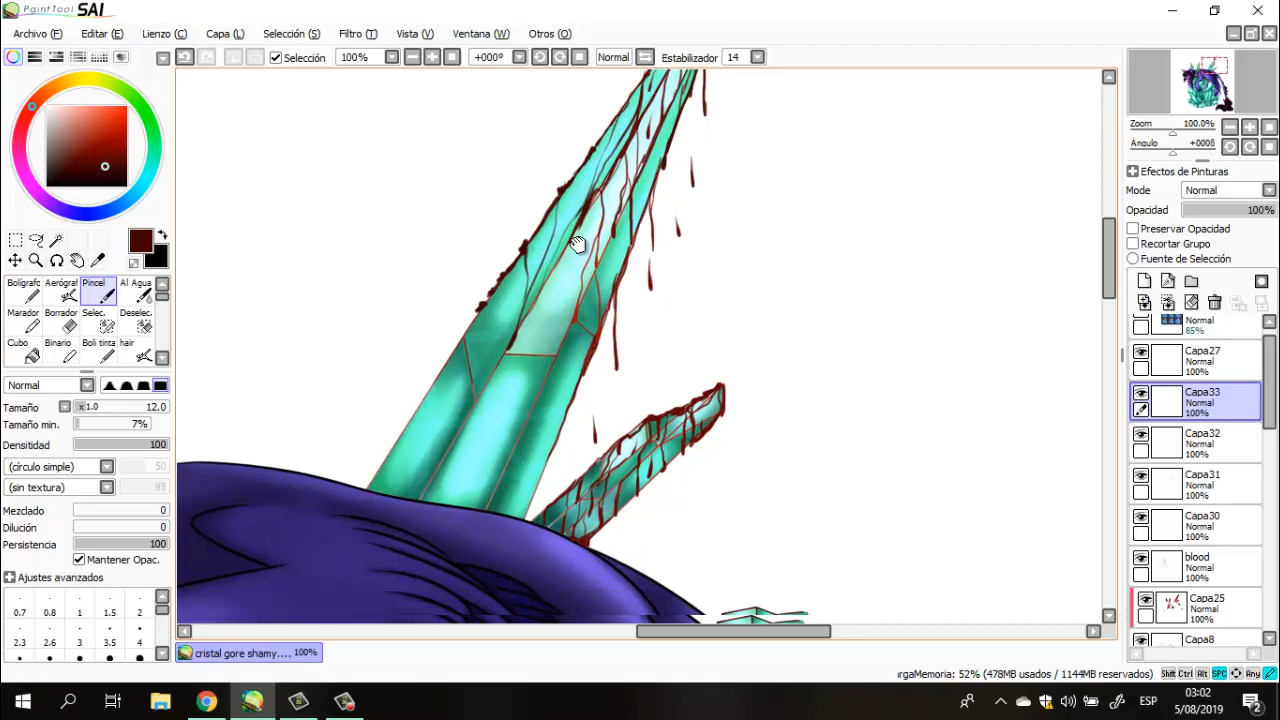 PaintTool SAI
Archivo (F) Editar (E) Lienzo (C) Capa (L) Selección (S) Filtro (T) Vista (V) Ventana (W) Otros (O)
Selección 100% +000º Normal Estabilizador 14
Zoom 100.0%
Ángulo +000ß
Efectos de Pinturas
Mode Normal
Opacidad 100%
Preservar Opacidad
Recortar Grupo
Fuente de Selección
Bolígrafo Aerógraf Pincel Al Agua
Marador Borrador Selec. Deselec.
Cubo Binario Boli tinta hair
Normal
Tamaño x1.0 12.0
Tamaño min. 7%
Densidad 100
(círculo simple) 50
(sin textura) 95
Mezclado 0
Dilución 0
Persistencia 100
Mantener Opac.
Ajustes avanzados
0.7 0.8 1 1.5 2
2.3 2.6 3 3.5 4
Normal
85%
Capa27
Normal
100%
Capa33
Normal
100%
Capa32
Normal
100%
Capa31
Normal
100%
Capa30
Normal
100%
blood
Normal
100%
Capa25
Normal
100%
Capa8
cristal gore shamy.... 100%
argaMemoria: 52% (478MB usados / 1144MB reservados)
Shift Ctrl Alt SPC Any
ESP
03:02
5/08/2019
2